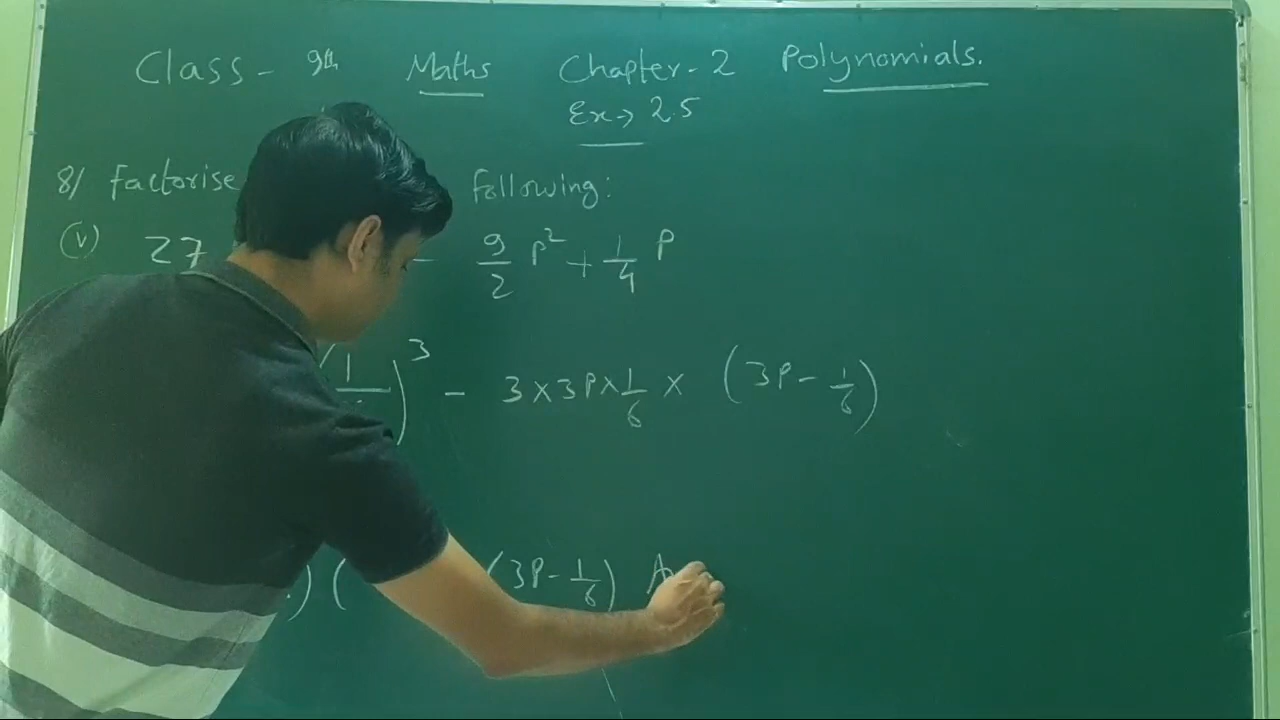 Class - 9th Maths Chapter - 2 Polynomials.
Ex → 2.5
8/ Factorise following:
(v) 27 - 9/2 P² + 1/4 P
(1/ )³ - 3×3P×1/6 × (3P - 1/6)
) ( (3P - 1/6) A